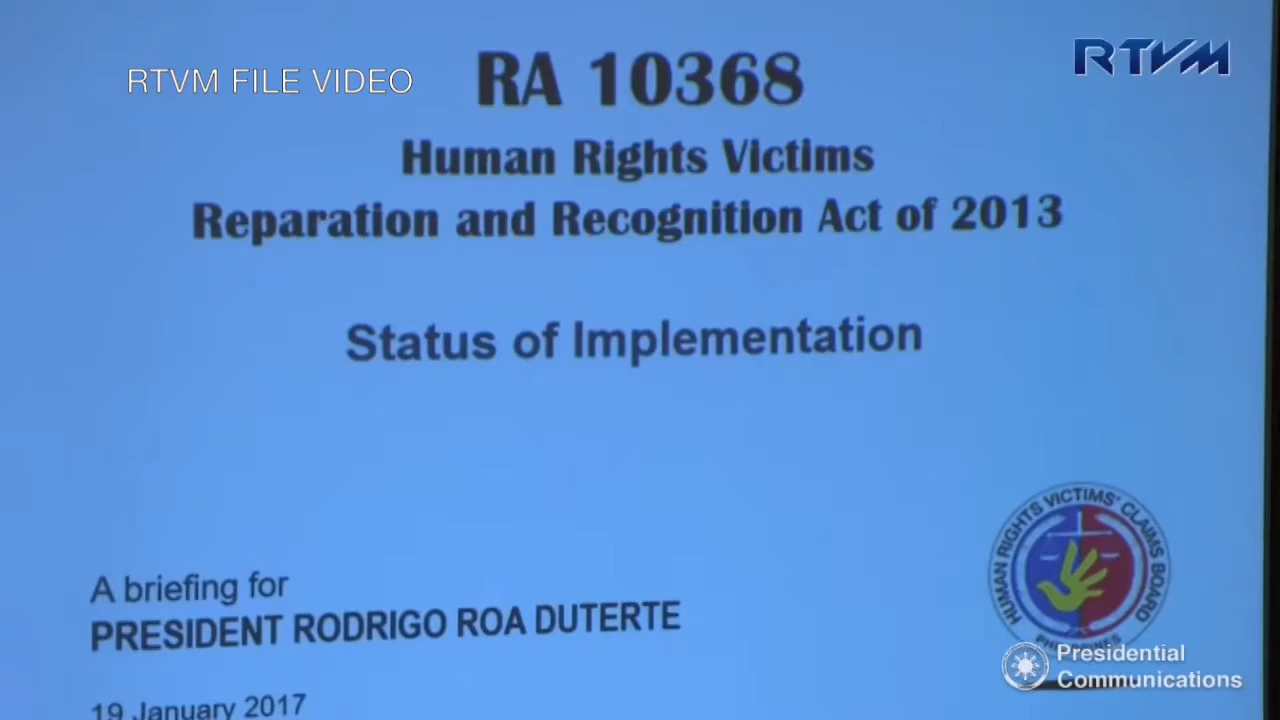 RTVM FILE VIDEO
RTVM
RA 10368
Human Rights Victims
Reparation and Recognition Act of 2013
Status of Implementation
A briefing for
PRESIDENT RODRIGO ROA DUTERTE
19 January 2017
HUMAN RIGHTS VICTIMS' CLAIMS BOARD
PHILIPPINES
Presidential
Communications